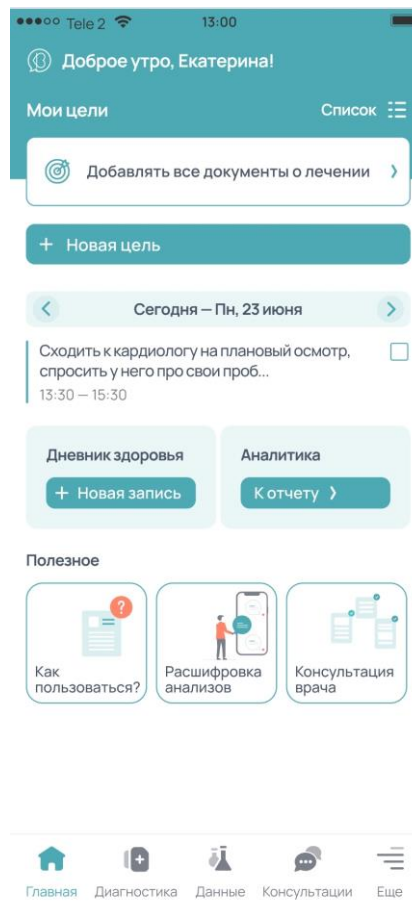 Tele 2 13:00
Доброе утро, Екатерина!
Мои цели Список
Добавлять все документы о лечении
+ Новая цель
Сегодня — Пн, 23 июня
Сходить к кардиологу на плановый осмотр,
спросить у него про свои проб...
13:30 — 15:30
Дневник здоровья
+ Новая запись
Аналитика
К отчету
Полезное
?
Как
пользоваться?
Расшифровка
анализов
Консультация
врача
Главная Диагностика Данные Консультации Еще